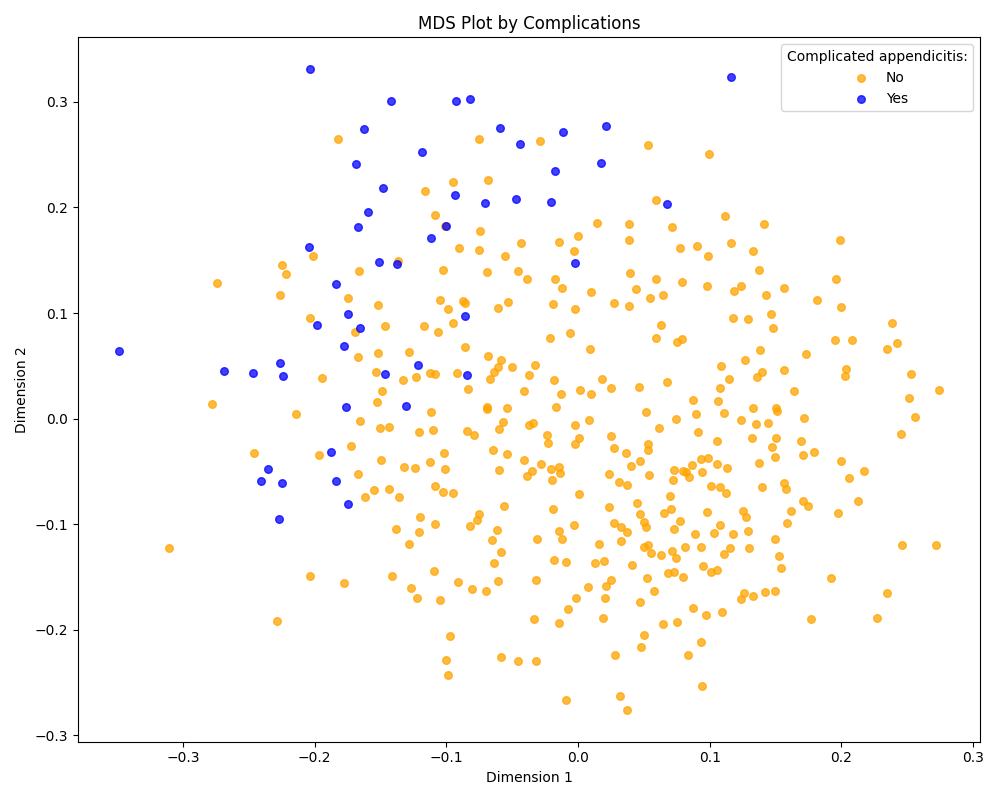 MDS Plot by Complications
Complicated appendicitis:
No
Yes
0.3
0.2
0.1
0.0
−0.1
−0.2
−0.3
Dimension 2
−0.3
−0.2
−0.1
0.0
0.1
0.2
0.3
Dimension 1